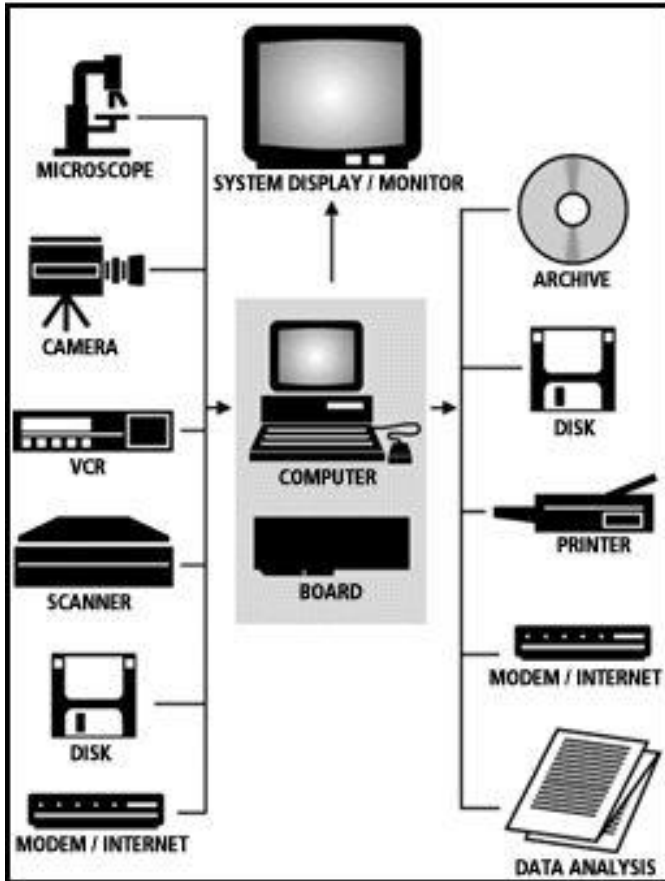 MICROSCOPE
CAMERA
VCR
SCANNER
DISK
MODEM / INTERNET
SYSTEM DISPLAY / MONITOR
COMPUTER
BOARD
ARCHIVE
DISK
PRINTER
MODEM / INTERNET
DATA ANALYSIS